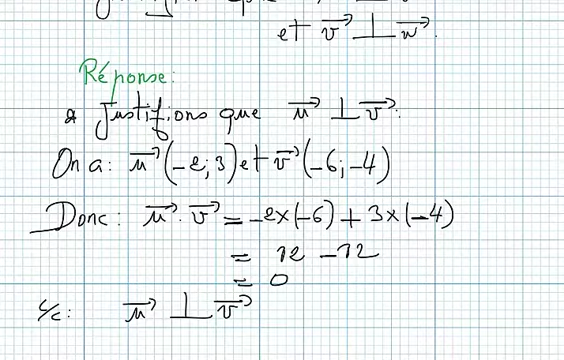 et v⃗ ⊥ w⃗.
Réponse:
* Justifions que u⃗ ⊥ v⃗.
On a: u⃗(-2; 3) et v⃗(-6; -4)
Donc: u⃗ . v⃗ = -2×(-6) + 3×(-4)
= 12 - 12
= 0
C/C: u⃗ ⊥ v⃗